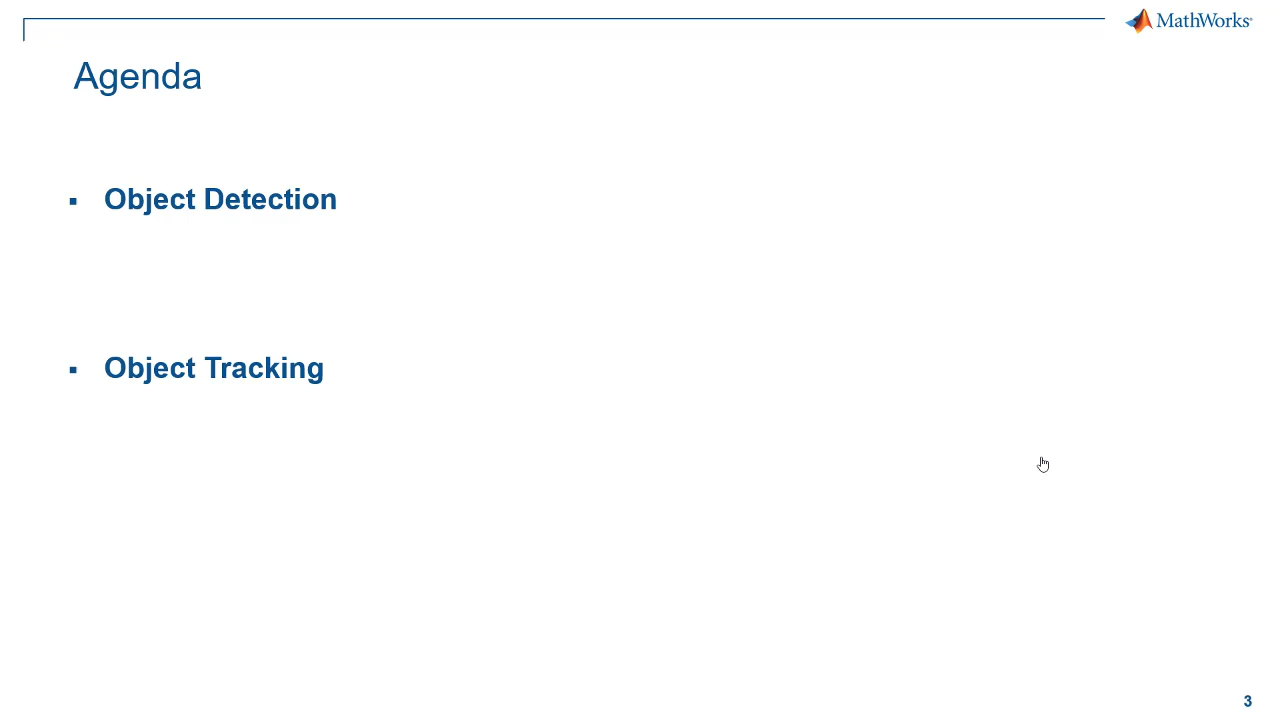 MathWorks®
Agenda
▪ Object Detection
▪ Object Tracking
3